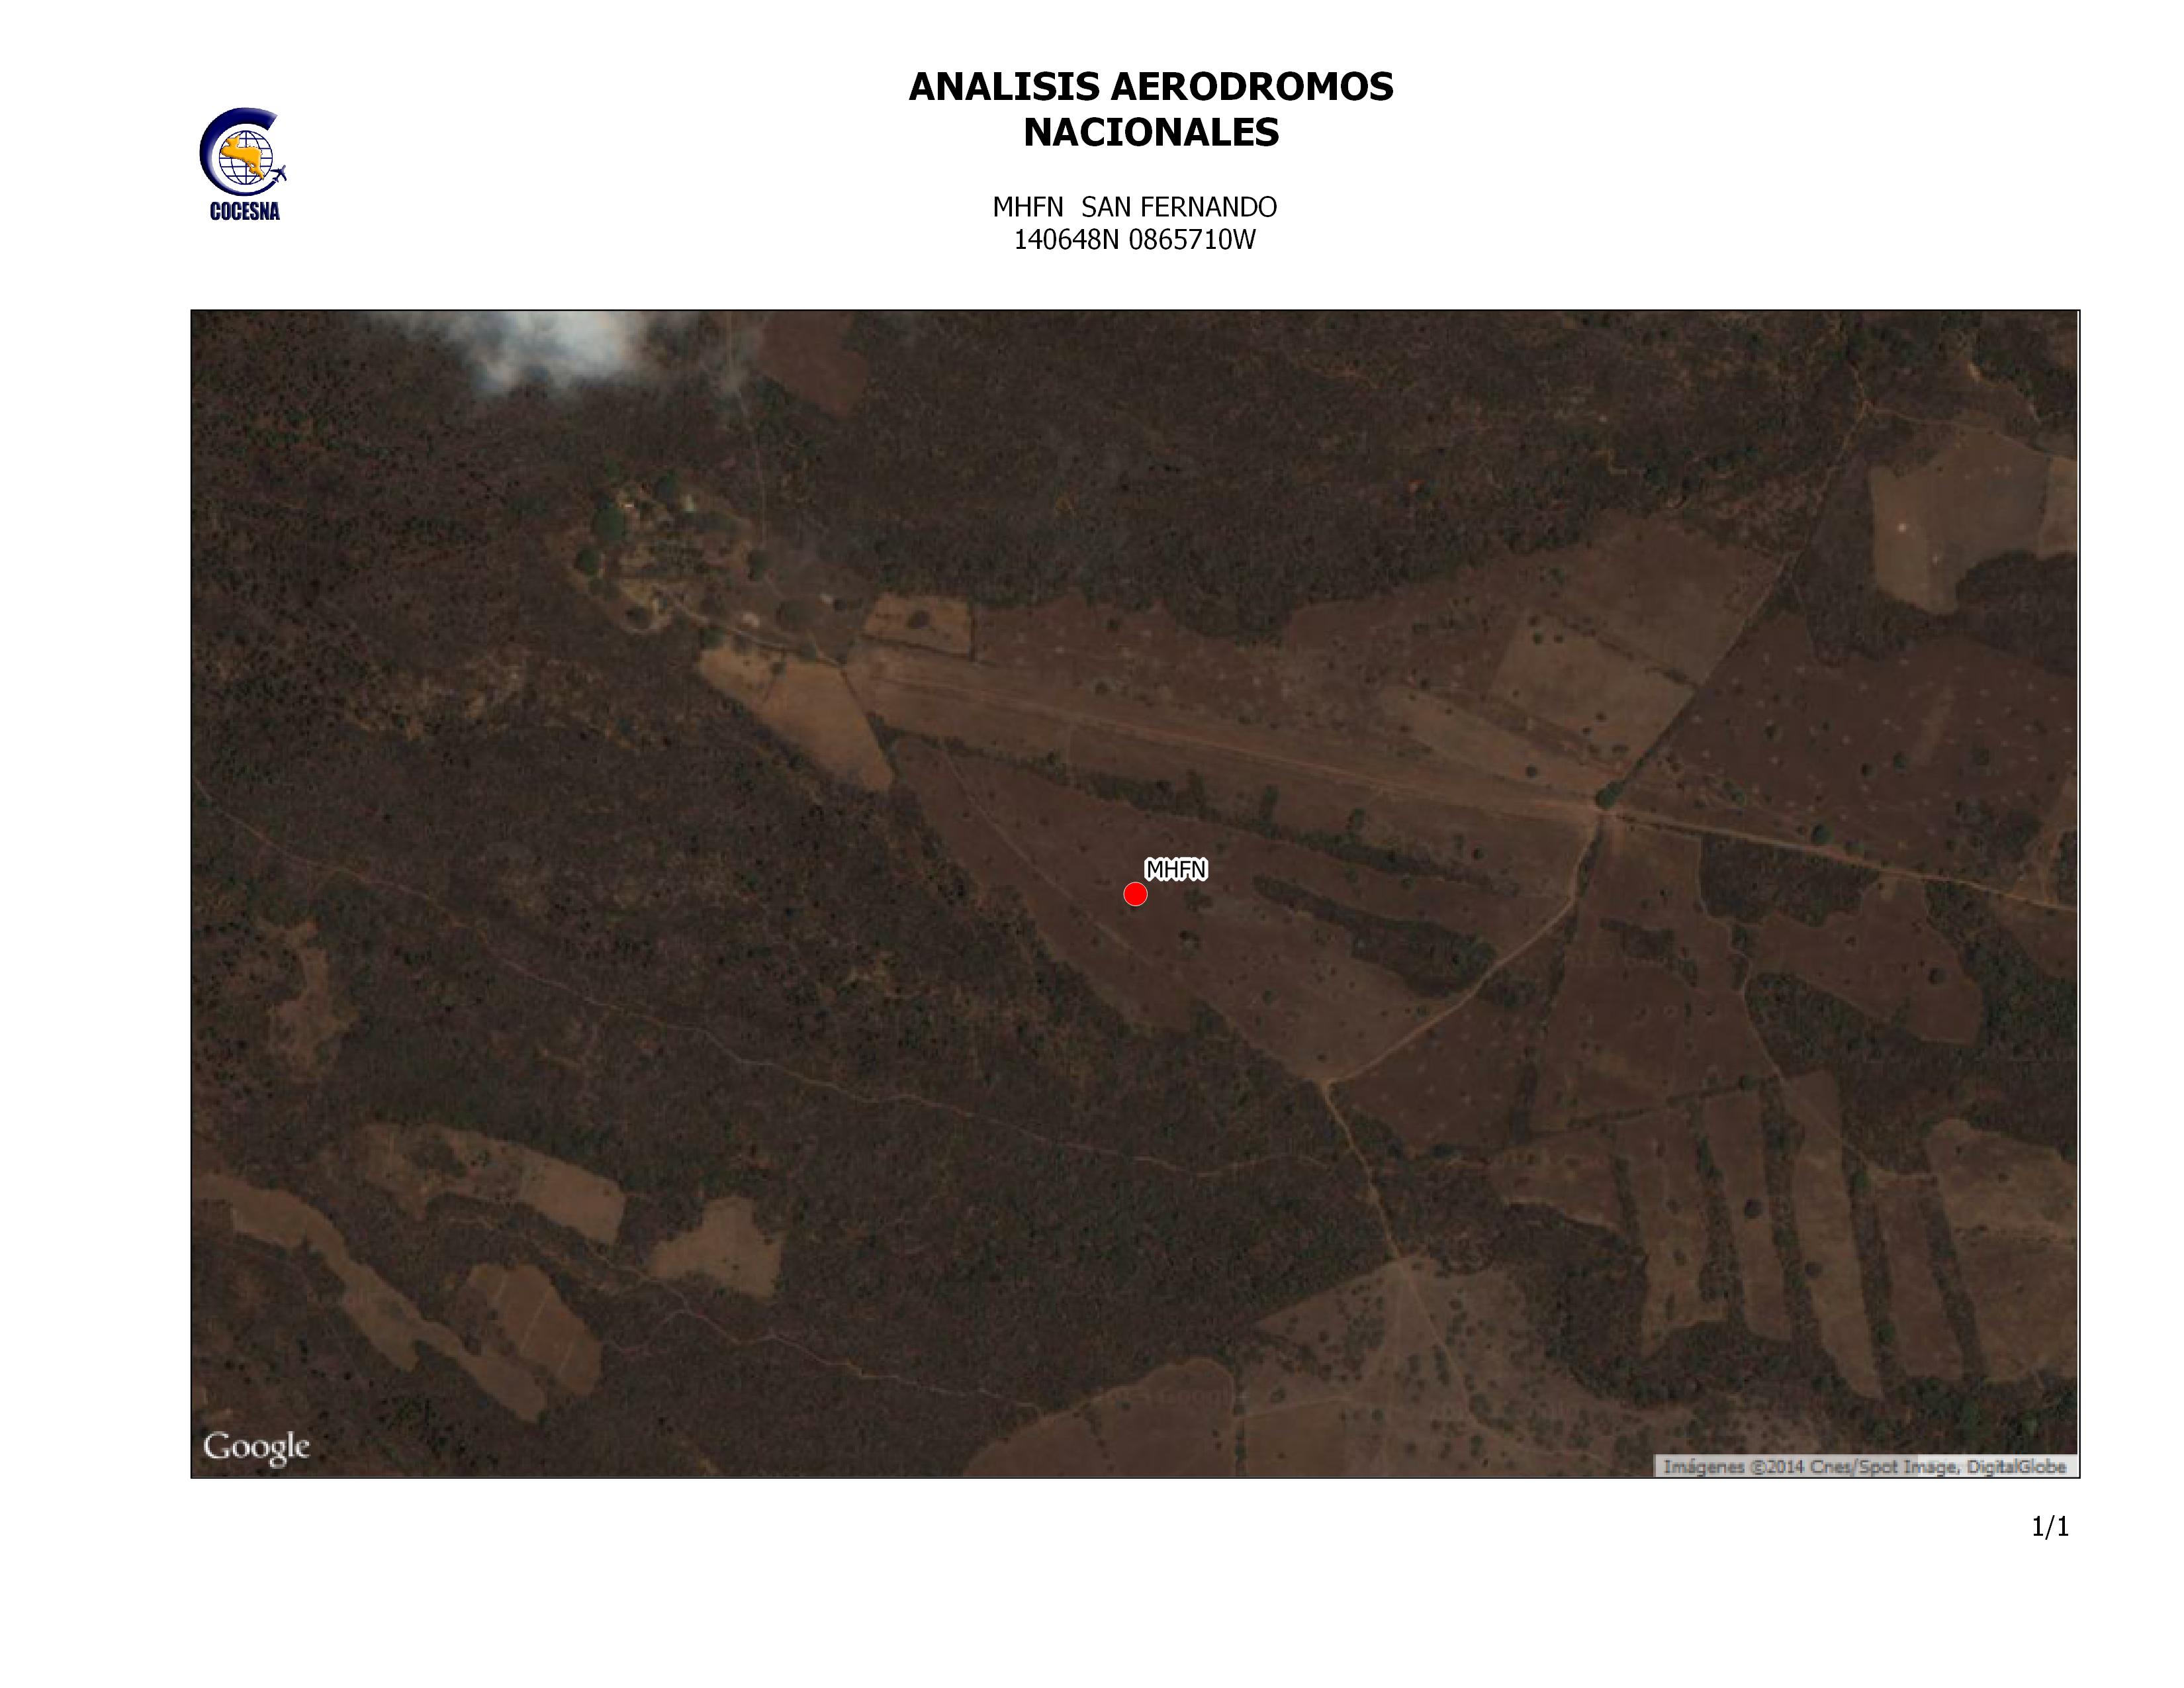 ANALISIS AERODROMOS
NACIONALES
COCESNA
MHFN  SAN FERNANDO
140648N 0865710W
MHFN
Google
Imágenes ©2014 Cnes/Spot Image, DigitalGlobe
1/1